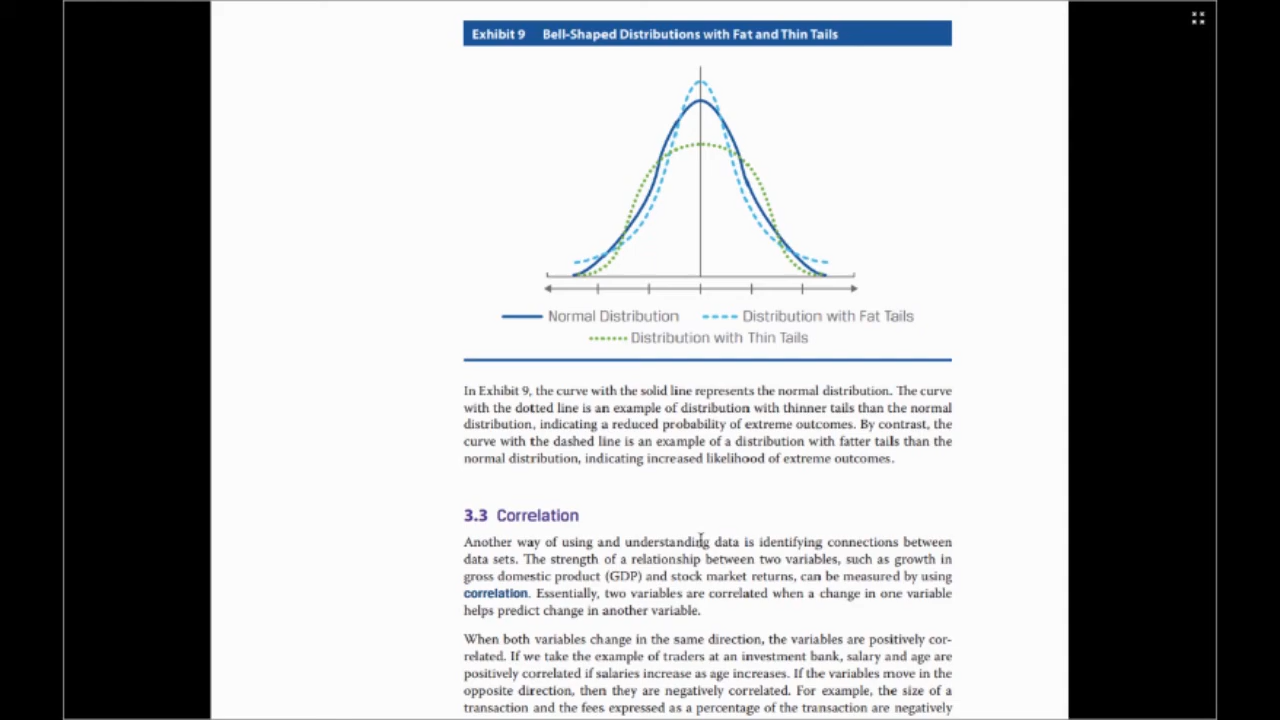 Exhibit 9 Bell-Shaped Distributions with Fat and Thin Tails
Normal Distribution Distribution with Fat Tails
Distribution with Thin Tails
In Exhibit 9, the curve with the solid line represents the normal distribution. The curve
with the dotted line is an example of distribution with thinner tails than the normal
distribution, indicating a reduced probability of extreme outcomes. By contrast, the
curve with the dashed line is an example of a distribution with fatter tails than the
normal distribution, indicating increased likelihood of extreme outcomes.
3.3 Correlation
Another way of using and understanding data is identifying connections between
data sets. The strength of a relationship between two variables, such as growth in
gross domestic product (GDP) and stock market returns, can be measured by using
correlation. Essentially, two variables are correlated when a change in one variable
helps predict change in another variable.
When both variables change in the same direction, the variables are positively cor-
related. If we take the example of traders at an investment bank, salary and age are
positively correlated if salaries increase as age increases. If the variables move in the
opposite direction, then they are negatively correlated. For example, the size of a
transaction and the fees expressed as a percentage of the transaction are negatively